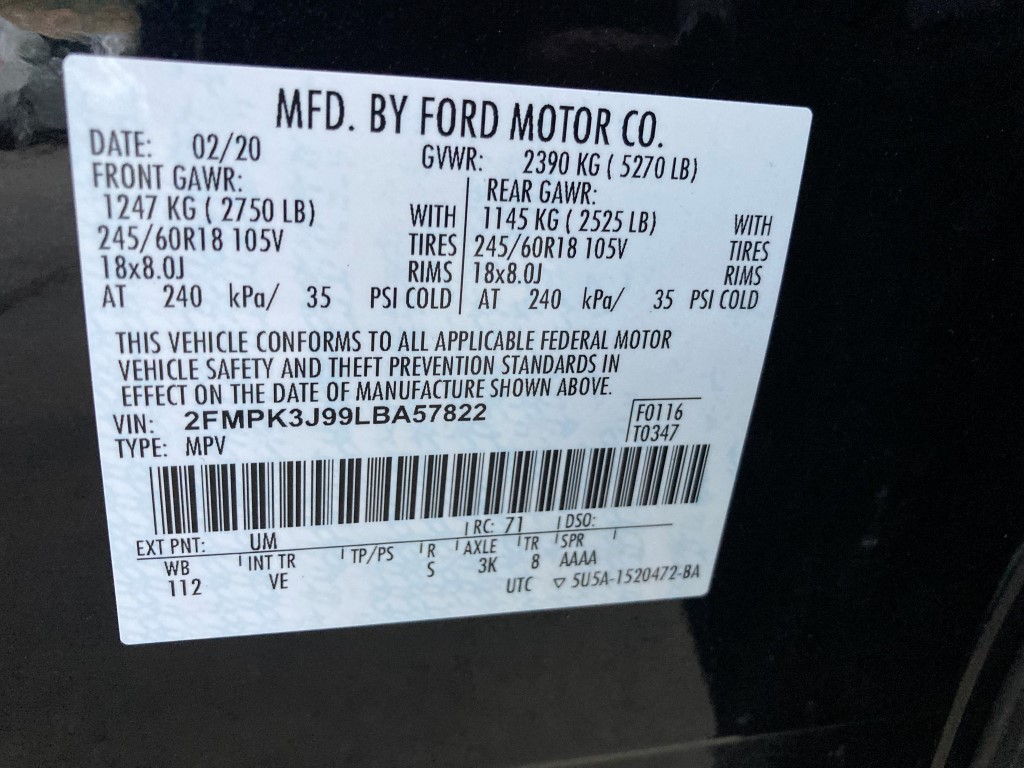 MFD. BY FORD MOTOR CO.
DATE: 02/20 GVWR: 2390 KG ( 5270 LB)
FRONT GAWR: REAR GAWR:
1247 KG ( 2750 LB) WITH 1145 KG ( 2525 LB) WITH
245/60R18 105V TIRES 245/60R18 105V TIRES
18x8.0J RIMS 18x8.0J RIMS
AT 240 kPa/ 35 PSI COLD AT 240 kPa/ 35 PSI COLD
THIS VEHICLE CONFORMS TO ALL APPLICABLE FEDERAL MOTOR
VEHICLE SAFETY AND THEFT PREVENTION STANDARDS IN
EFFECT ON THE DATE OF MANUFACTURE SHOWN ABOVE.
VIN: 2FMPK3J99LBA57822 F0116
TYPE: MPV T0347
EXT PNT: UM RC: 71 DSO:
WB INT TR TP/PS R AXLE TR SPR
112 VE S 3K 8 AAAA
UTC ▽ 5U5A-1520472-BA